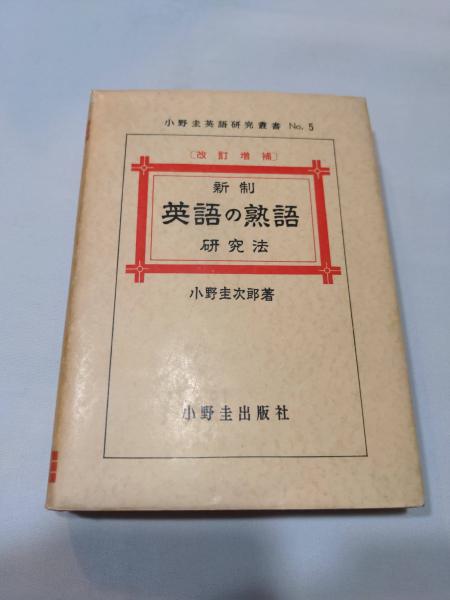 小野圭英語研究叢書 No. 5
〔改訂増補〕
新制
英語の熟語
研究法
小野圭次郎著
小野圭出版社